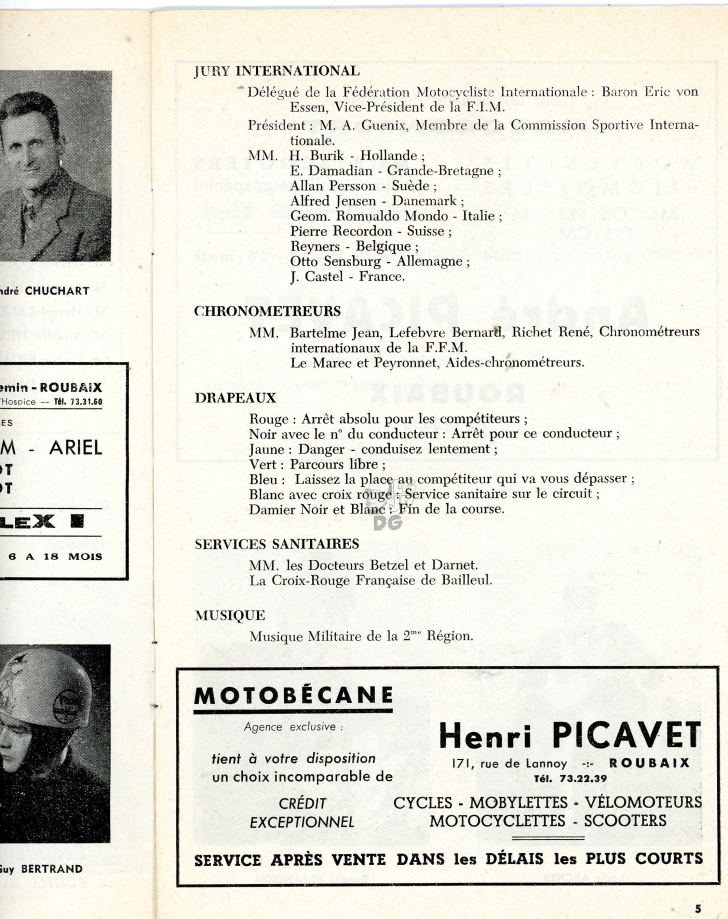 ndré CHUCHART
emin - ROUBAIX
Hospice — Tél. 73.31.60
ES
M - ARIEL
OT
OT
LEX
6 A 18 MOIS
Guy BERTRAND
JURY INTERNATIONAL
Délégué de la Fédération Motocycliste Internationale : Baron Eric von
Essen, Vice-Président de la F.I.M.
Président : M. A. Guenix, Membre de la Commission Sportive Interna-
tionale.
MM. H. Burik - Hollande ;
E. Damadian - Grande-Bretagne ;
Allan Persson - Suède ;
Alfred Jensen - Danemark ;
Geom. Romualdo Mondo - Italie ;
Pierre Recordon - Suisse ;
Reyners - Belgique ;
Otto Sensburg - Allemagne ;
J. Castel - France.
CHRONOMETREURS
MM. Bartelme Jean, Lefebvre Bernard, Richet René, Chronométreurs
internationaux de la F.F.M.
Le Marec et Peyronnet, Aides-chronométreurs.
DRAPEAUX
Rouge : Arrêt absolu pour les compétiteurs ;
Noir avec le n° du conducteur : Arrêt pour ce conducteur ;
Jaune : Danger - conduisez lentement ;
Vert : Parcours libre ;
Bleu : Laissez la place au compétiteur qui va vous dépasser ;
Blanc avec croix rouge : Service sanitaire sur le circuit ;
Damier Noir et Blanc : Fin de la course.
DG
SERVICES SANITAIRES
MM. les Docteurs Betzel et Darnet.
La Croix-Rouge Française de Bailleul.
MUSIQUE
Musique Militaire de la 2me Région.
MOTOBÉCANE
Agence exclusive :
Henri PICAVET
171, rue de Lannoy -:- ROUBAIX
Tél. 73.22.39
tient à votre disposition
un choix incomparable de
CRÉDIT
EXCEPTIONNEL
CYCLES - MOBYLETTES - VÉLOMOTEURS
MOTOCYCLETTES - SCOOTERS
SERVICE APRÈS VENTE DANS les DÉLAIS les PLUS COURTS
5